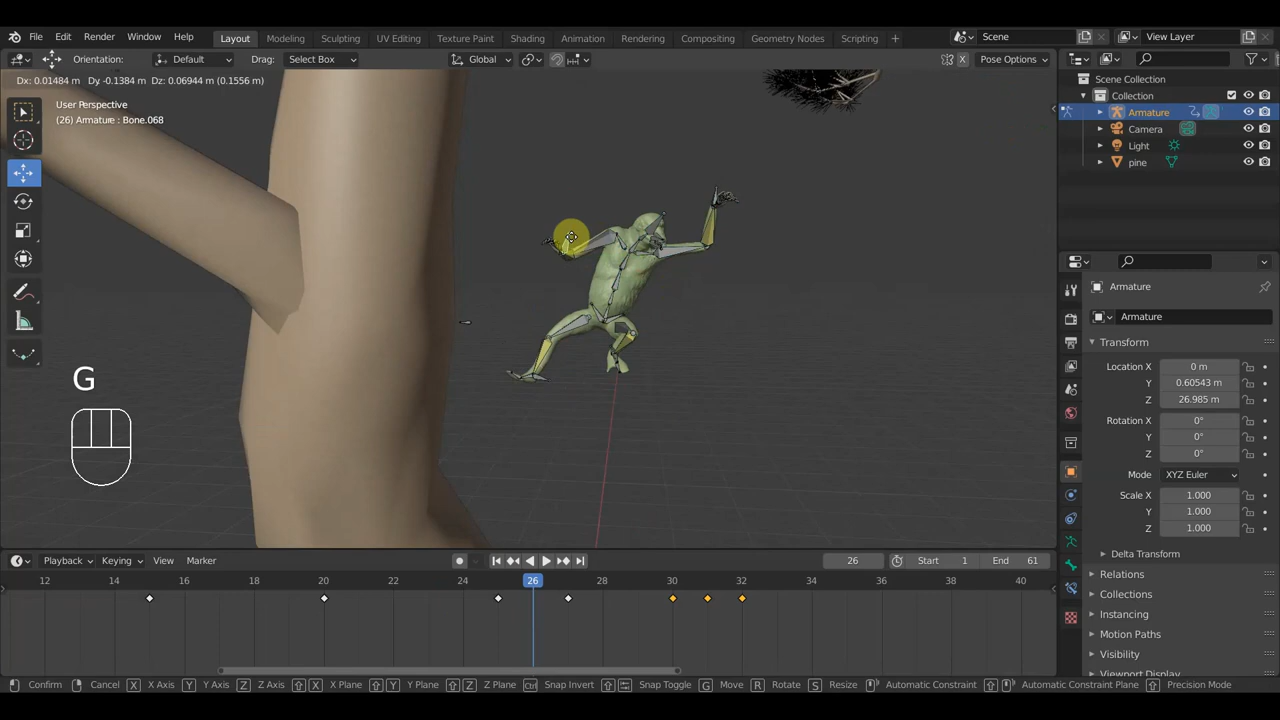 File Edit Render Window Help Layout Modeling Sculpting UV Editing Texture Paint Shading Animation Rendering Compositing Geometry Nodes Scripting + Scene View Layer
Orientation: Default Drag: Select Box Global X Pose Options
Dx: 0.01484 m Dy -0.1384 m Dz: 0.06944 m (0.1556 m)
User Perspective
(26) Armature : Bone.068
Scene Collection
Collection
Armature
Camera
Light
pine
Armature
Armature
Transform
Location X 0 m
Y 0.60543 m
Z 26.985 m
Rotation X 0°
Y 0°
Z 0°
Mode XYZ Euler
Scale X 1.000
Y 1.000
Z 1.000
Delta Transform
Relations
Collections
Instancing
Motion Paths
Visibility
Viewport Display
G
Playback Keying View Marker 26 Start 1 End 61
12 14 16 18 20 22 24 26 28 30 32 34 36 38 40
Confirm Cancel X X Axis Y Y Axis Z Z Axis X X Plane Y Y Plane Z Z Plane Ctrl Snap Invert Snap Toggle G Move R Rotate S Resize Automatic Constraint Automatic Constraint Plane Precision Mode